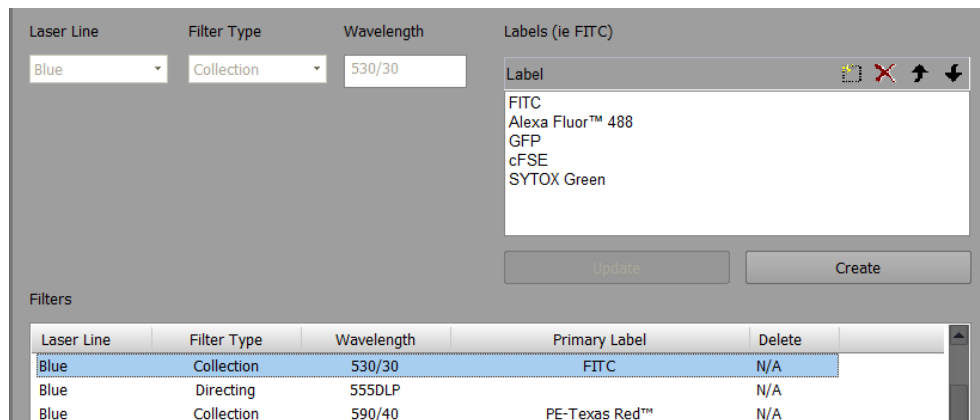 Laser Line Filter Type Wavelength Labels (ie FITC)
Blue Collection 530/30
Label
FITC
Alexa Fluor™ 488
GFP
cFSE
SYTOX Green
Update Create
Filters
Laser Line Filter Type Wavelength Primary Label Delete
Blue Collection 530/30 FITC N/A
Blue Directing 555DLP N/A
Blue Collection 590/40 PE-Texas Red™ N/A